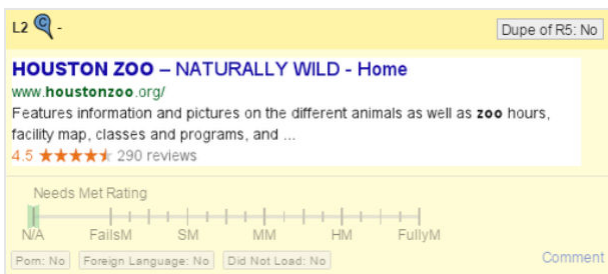 L2 C -
Dupe of R5: No
HOUSTON ZOO – NATURALLY WILD - Home
www.houstonzoo.org/
Features information and pictures on the different animals as well as zoo hours,
facility map, classes and programs, and ...
4.5 ★★★★★ 290 reviews
Needs Met Rating
N/A FailsM SM MM HM FullyM
Porn: No Foreign Language: No Did Not Load: No Comment